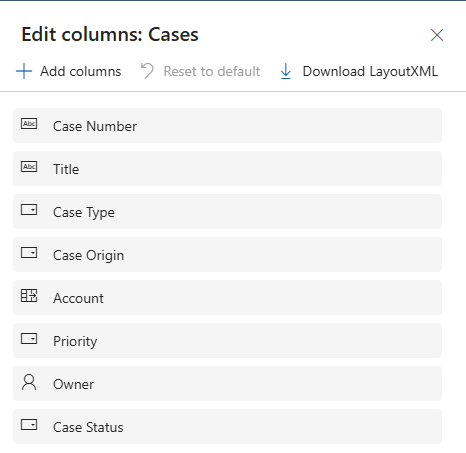 Edit columns: Cases
Add columns Reset to default Download LayoutXML
Abc Case Number
Abc Title
Case Type
Case Origin
Account
Priority
Owner
Case Status